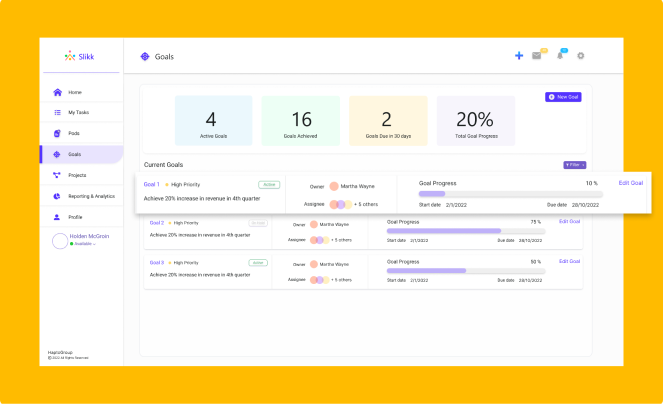 Slikk
Goals
Home
My Tasks
Pods
Goals
Projects
Reporting & Analytics
Profile
Holden McGroin
Available
HaptoGroup
© 2022 All Rights Reserved
New Goal
4
Active Goals
16
Goals Achieved
2
Goals Due in 30 days
20%
Total Goal Progress
Current Goals
Filter
Goal 1 High Priority Active
Achieve 20% increase in revenue in 4th quarter
Owner Martha Wayne
Assignee + 5 others
Goal Progress 10 %
Start date 2/1/2022 Due date 28/10/2022
Edit Goal
Goal 2 High Priority
Achieve 20% increase in revenue in 4th quarter
Owner Martha Wayne
Assigned + 5 others
Goal Progress 75 %
Start date 2/1/2022 Due date 28/10/2022
Edit Goal
Goal 3 High Priority Active
Achieve 20% increase in revenue in 4th quarter
Owner Martha Wayne
Assignee + 5 others
Goal Progress 50 %
Start date 2/1/2022 Due date 28/10/2022
Edit Goal